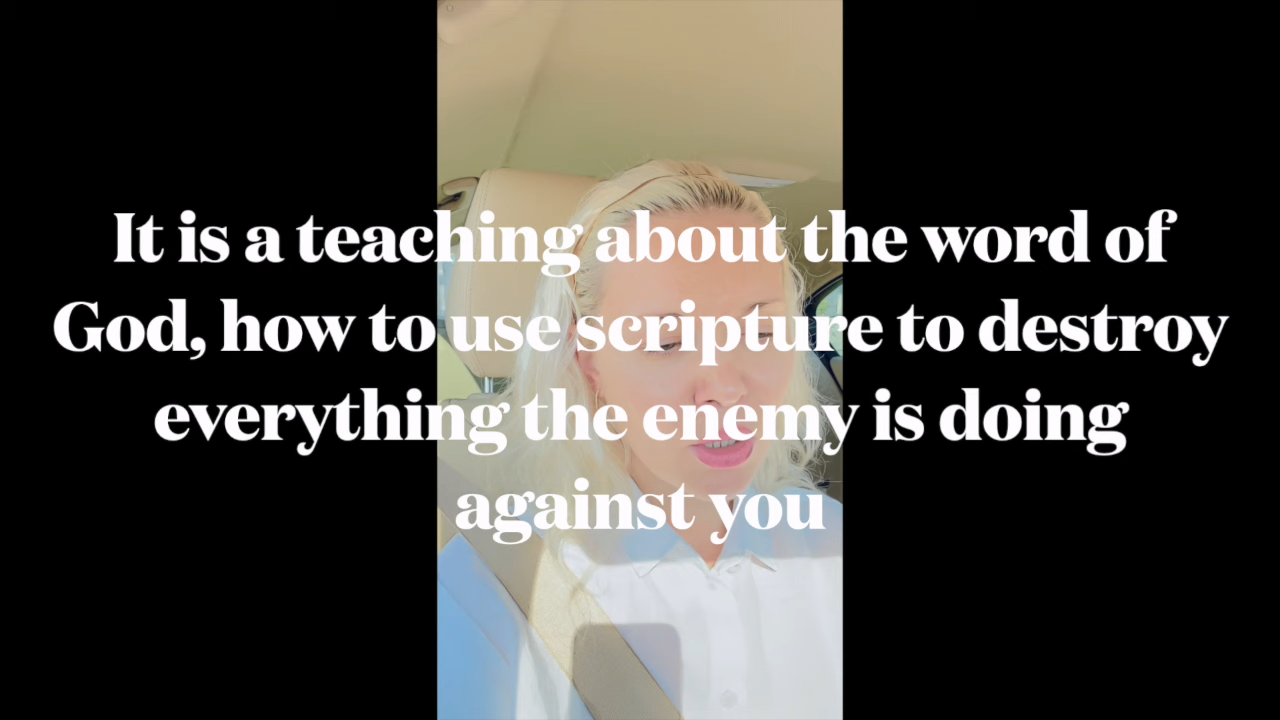 It is a teaching about the word of
God, how to use scripture to destroy
everything the enemy is doing
against you